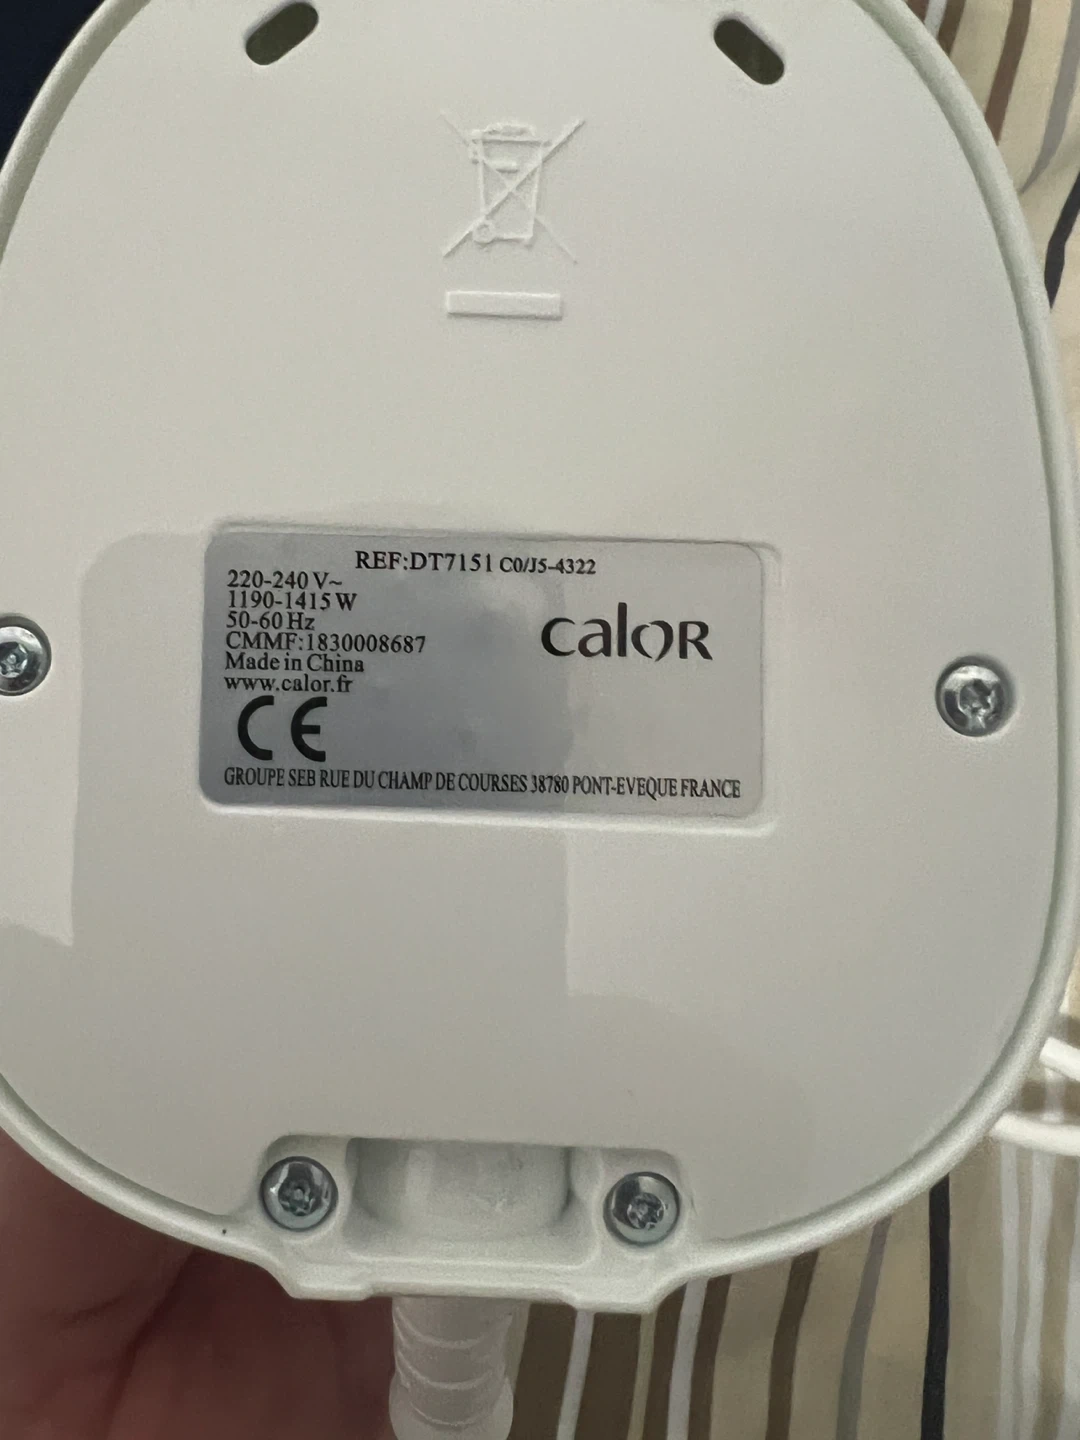 REF:DT7151 C0/J5-4322
220-240 V~
1190-1415 W
50-60 Hz
CMMF:1830008687
Made in China
www.calor.fr
CE
calor
GROUPE SEB RUE DU CHAMP DE COURSES 38780 PONT-EVEQUE FRANCE